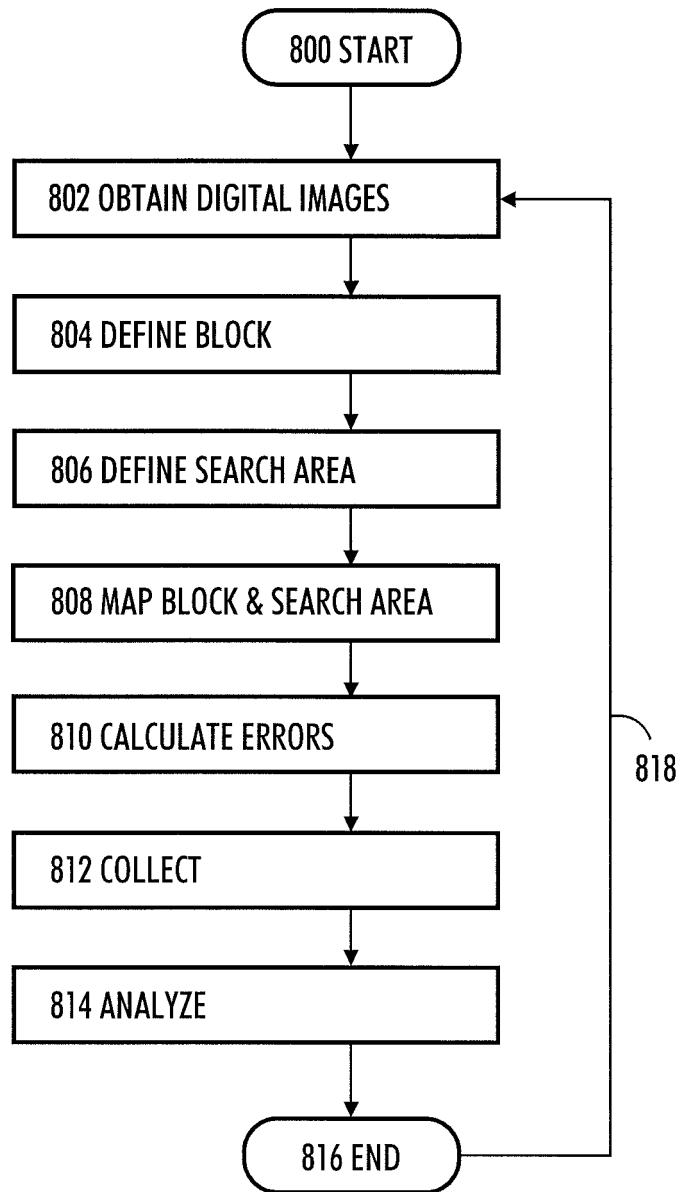 800 START
802 OBTAIN DIGITAL IMAGES
804 DEFINE BLOCK
806 DEFINE SEARCH AREA
808 MAP BLOCK & SEARCH AREA
810 CALCULATE ERRORS
818
812 COLLECT
814 ANALYZE
816 END